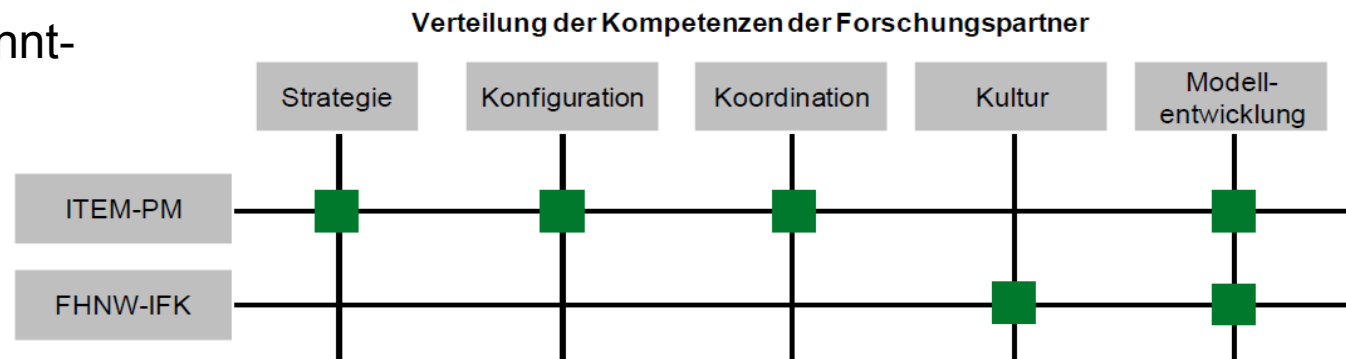 Verteilung der Kompetenzen der Forschungspartner
nnt-
Strategie
Konfiguration
Koordination
Kultur
Modell-
entwicklung
ITEM-PM
FHNW-IFK